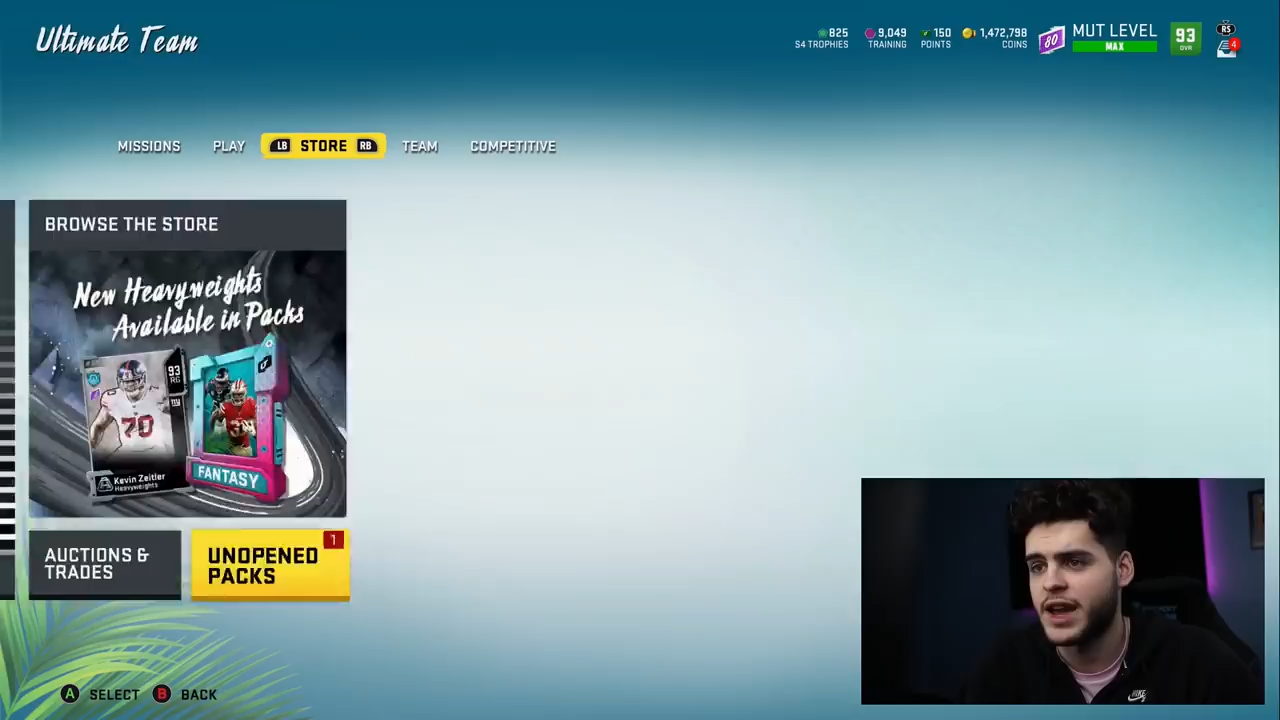 Ultimate Team
825
S4 TROPHIES
9,049
TRAINING
150
POINTS
1,472,798
COINS
80
MUT LEVEL
MAX
93
OVR
RS
4
MISSIONS
PLAY
LB STORE RB
TEAM
COMPETITIVE
BROWSE THE STORE
New Heavyweights
Available in Packs
93
RG
70
Kevin Zeitler
Heavyweights
FANTASY
AUCTIONS &
TRADES
UNOPENED
PACKS
1
A SELECT B BACK